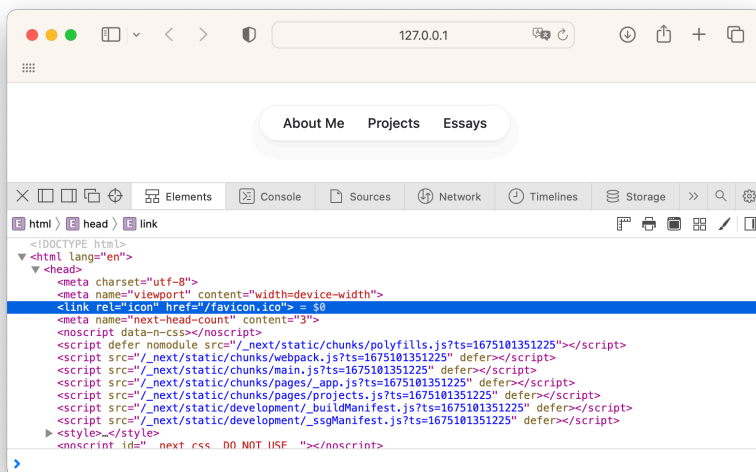 127.0.0.1
About Me Projects Essays
Elements Console Sources Network Timelines Storage
E html E head E link
<!DOCTYPE html>
<html lang="en">
<head>
<meta charset="utf-8">
<meta name="viewport" content="width=device-width">
<link rel="icon" href="/favicon.ico"> = $0
<meta name="next-head-count" content="3">
<noscript data-n-css></noscript>
<script defer nomodule src="/_next/static/chunks/polyfills.js?ts=1675101351225"></script>
<script src="/_next/static/chunks/webpack.js?ts=1675101351225" defer></script>
<script src="/_next/static/chunks/main.js?ts=1675101351225" defer></script>
<script src="/_next/static/chunks/pages/_app.js?ts=1675101351225" defer></script>
<script src="/_next/static/chunks/pages/projects.js?ts=1675101351225" defer></script>
<script src="/_next/static/development/_buildManifest.js?ts=1675101351225" defer></script>
<script src="/_next/static/development/_ssgManifest.js?ts=1675101351225" defer></script>
<style>…</style>
<noscript id="__next_css__DO_NOT_USE__"></noscript>